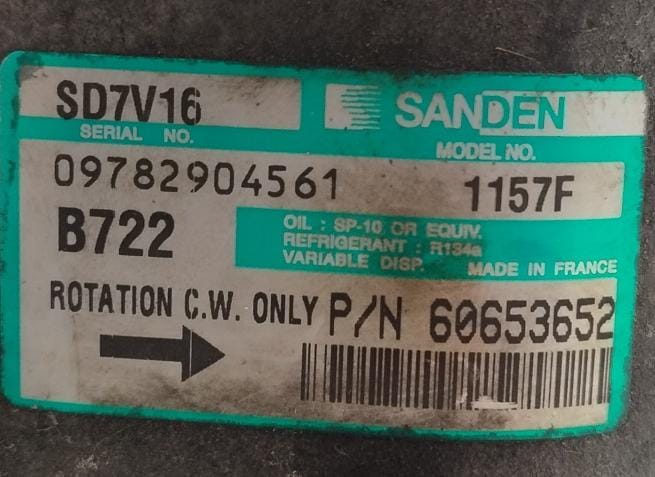 SD7V16
SANDEN
SERIAL NO.
MODEL NO.
09782904561
1157F
B722
OIL : SP-10 OR EQUIV.
REFRIGERANT : R134a
VARIABLE DISP. MADE IN FRANCE
ROTATION C.W. ONLY P/N 60653652